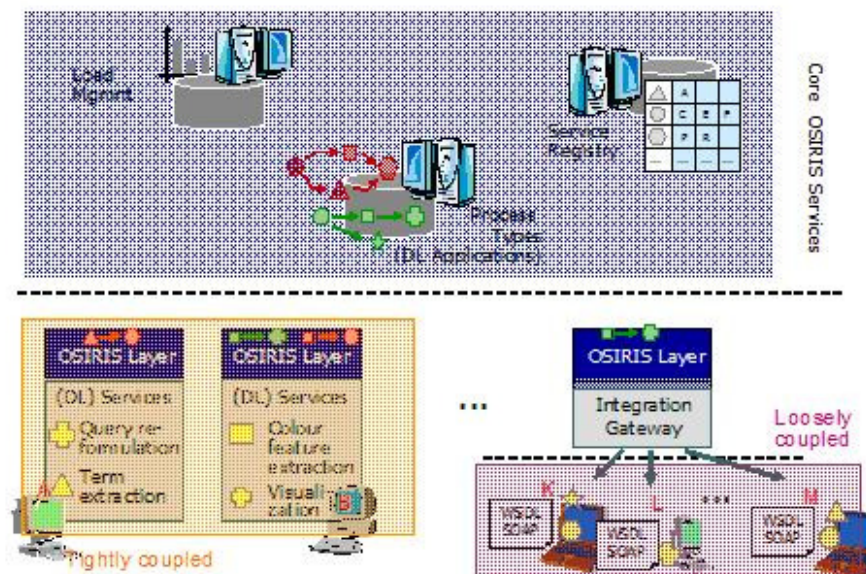 Load
Mgmnt
Service
Registry
A
C E F
P R
... ... ... ...
Process
Types
(DL Applications)
Core OSIRIS Services
OSIRIS Layer
(DL) Services
Query re-
formulation
Term
extraction
A
OSIRIS Layer
(DL) Services
Colour
feature
extraction
Visuali-
zation
B
Tightly coupled
...
OSIRIS Layer
Integration
Gateway
Loosely
coupled
K
WSDL
SOAP
L
WSDL
SOAP
...
M
WSDL
SOAP